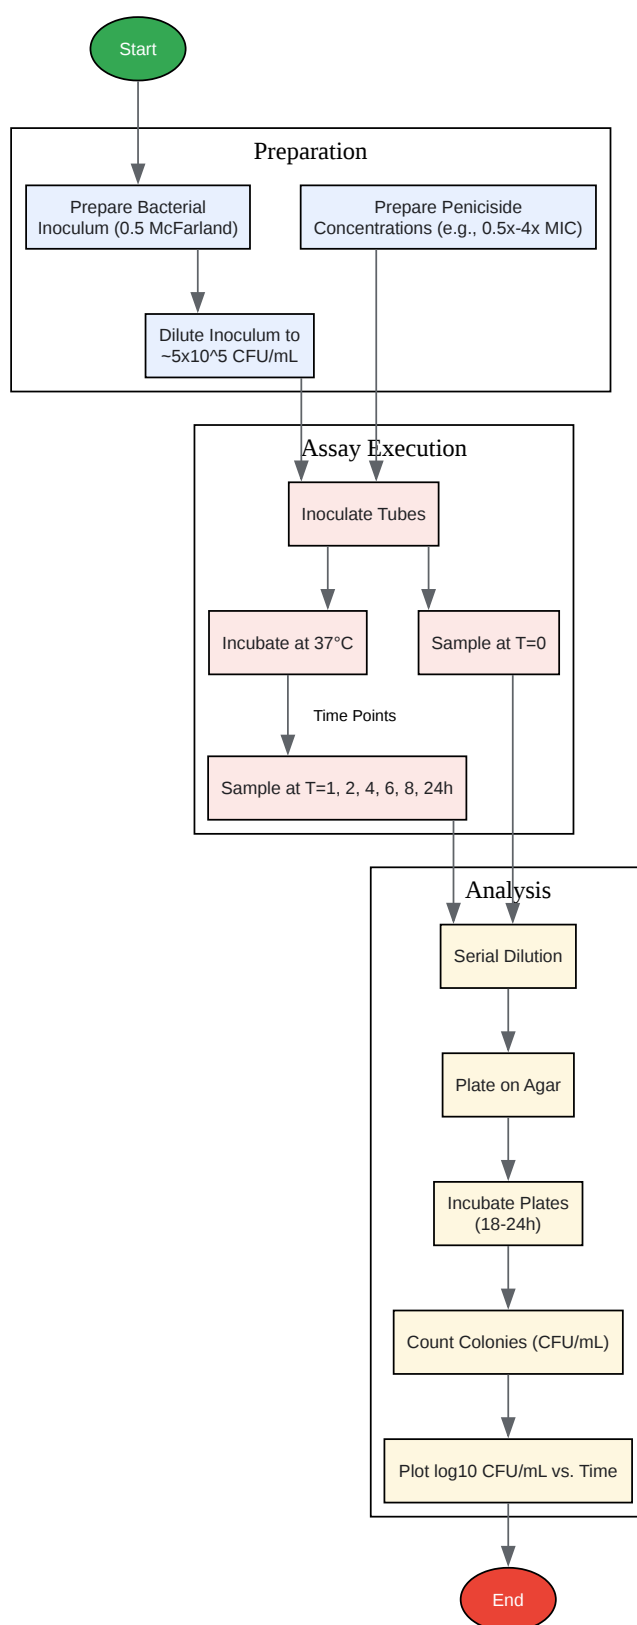 Start
Preparation
Prepare Bacterial
Inoculum (0.5 McFarland)
Prepare Peniciside
Concentrations (e.g., 0.5x-4x MIC)
Dilute Inoculum to
~5x10^5 CFU/mL
Assay Execution
Inoculate Tubes
Incubate at 37°C
Sample at T=0
Time Points
Sample at T=1, 2, 4, 6, 8, 24h
Analysis
Serial Dilution
Plate on Agar
Incubate Plates
(18-24h)
Count Colonies (CFU/mL)
Plot log10 CFU/mL vs. Time
End